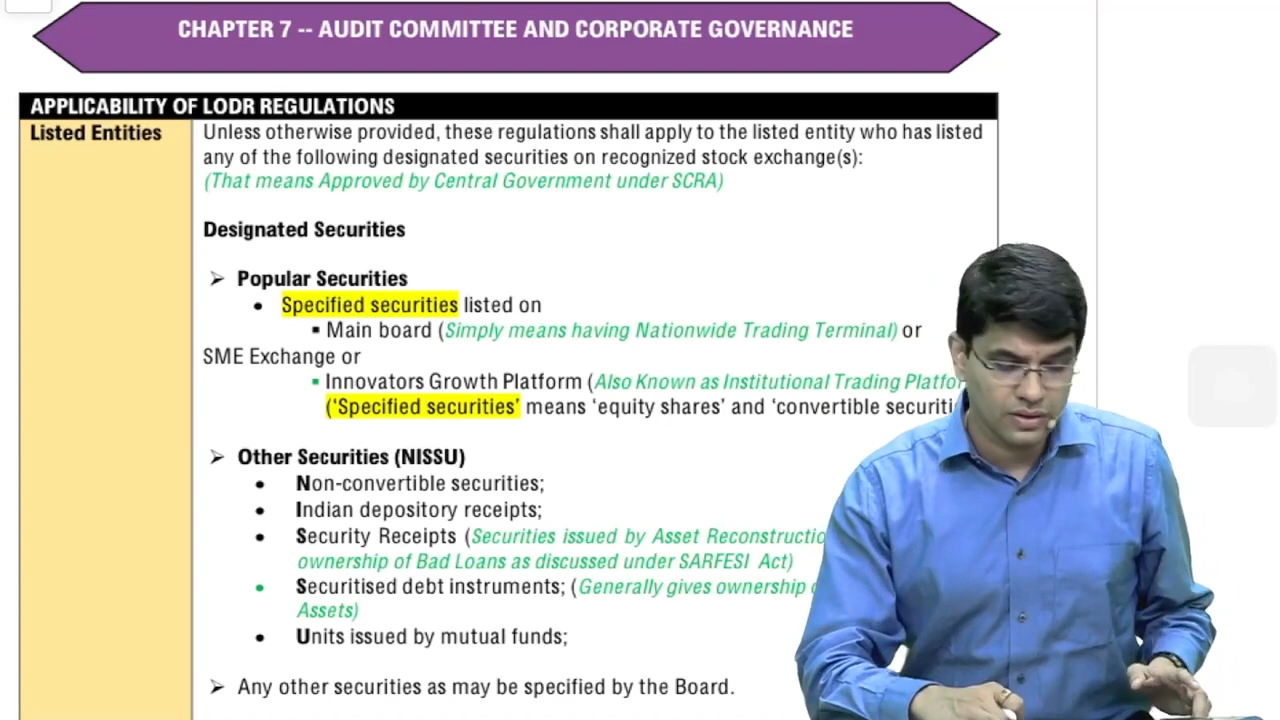 CHAPTER 7 -- AUDIT COMMITTEE AND CORPORATE GOVERNANCE
APPLICABILITY OF LODR REGULATIONS
Listed Entities
Unless otherwise provided, these regulations shall apply to the listed entity who has listed
any of the following designated securities on recognized stock exchange(s):
(That means Approved by Central Government under SCRA)
Designated Securities
➢ Popular Securities
• Specified securities listed on
▪ Main board (Simply means having Nationwide Trading Terminal) or
SME Exchange or
▪ Innovators Growth Platform (Also Known as Institutional Trading
(‘Specified securities’ means ‘equity shares’ and ‘convertible
➢ Other Securities (NISSU)
• Non-convertible securities;
• Indian depository receipts;
• Security Receipts (Securities issued by Asset
ownership of Bad Loans as discussed under SARFESI Act)
• Securitised debt instruments; (Generally gives ownership
Assets)
• Units issued by mutual funds;
➢ Any other securities as may be specified by the Board.